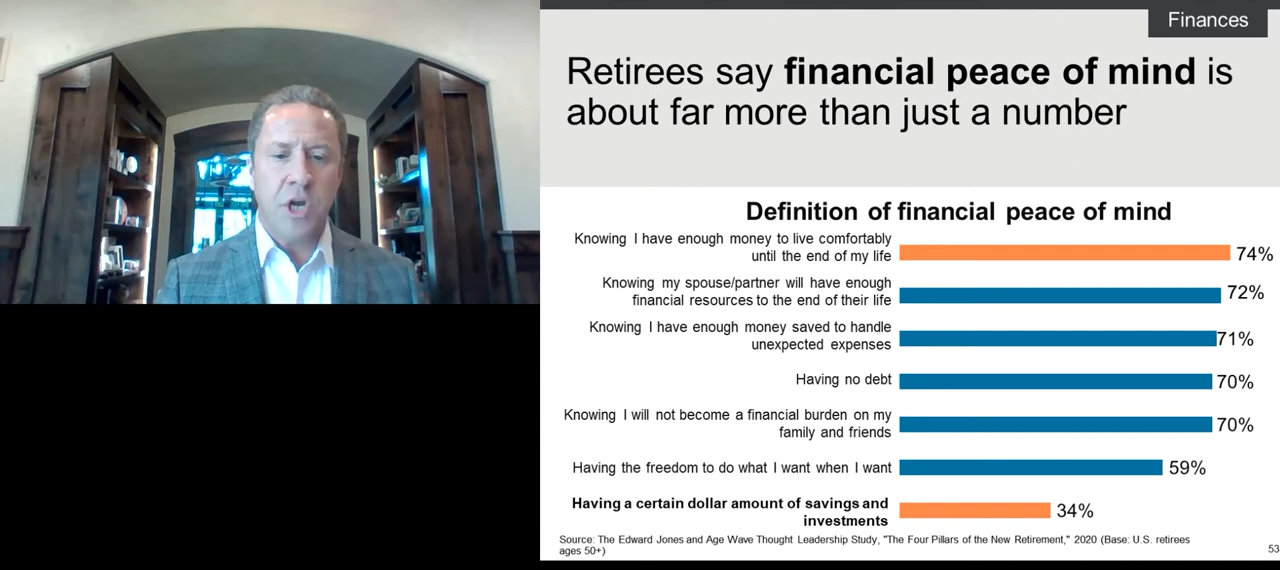 Finances
Retirees say financial peace of mind is
about far more than just a number
Definition of financial peace of mind
Knowing I have enough money to live comfortably
until the end of my life
74%
Knowing my spouse/partner will have enough
financial resources to the end of their life
72%
Knowing I have enough money saved to handle
unexpected expenses
71%
Having no debt
70%
Knowing I will not become a financial burden on my
family and friends
70%
Having the freedom to do what I want when I want
59%
Having a certain dollar amount of savings and
investments
34%
Source: The Edward Jones and Age Wave Thought Leadership Study, "The Four Pillars of the New Retirement," 2020 (Base: U.S. retirees
ages 50+)
53